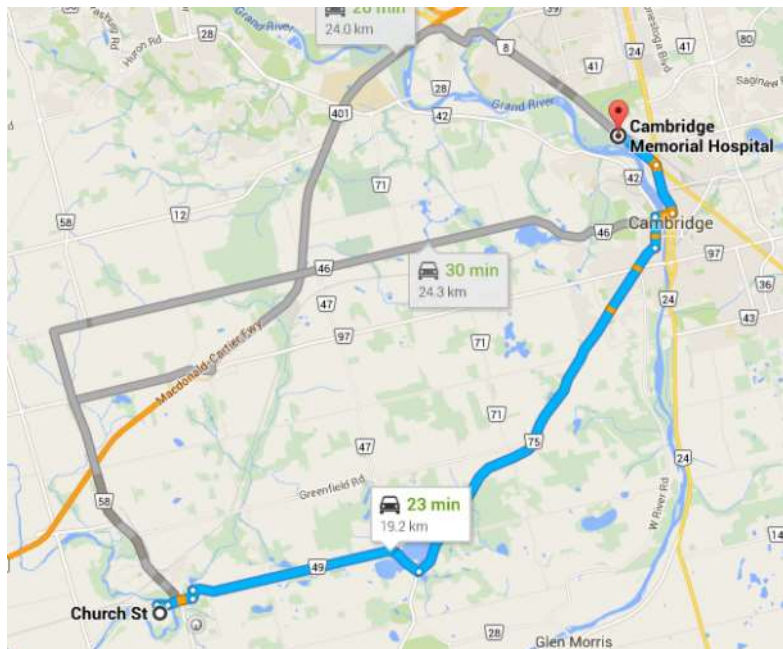 26 min
24.0 km
Huron Rd
28
39
8
24
41
41
80
Saginaw
28
Grand River
42
401
Cambridge
Memorial Hospital
71
42
58
12
46
Cambridge
97
46
30 min
24.3 km
36
47
24
43
97
71
Macdonald-Cartier Fwy
71
47
75
24
W River Rd
Greenfield Rd
58
23 min
19.2 km
14
49
Church St
28
Glen Morris